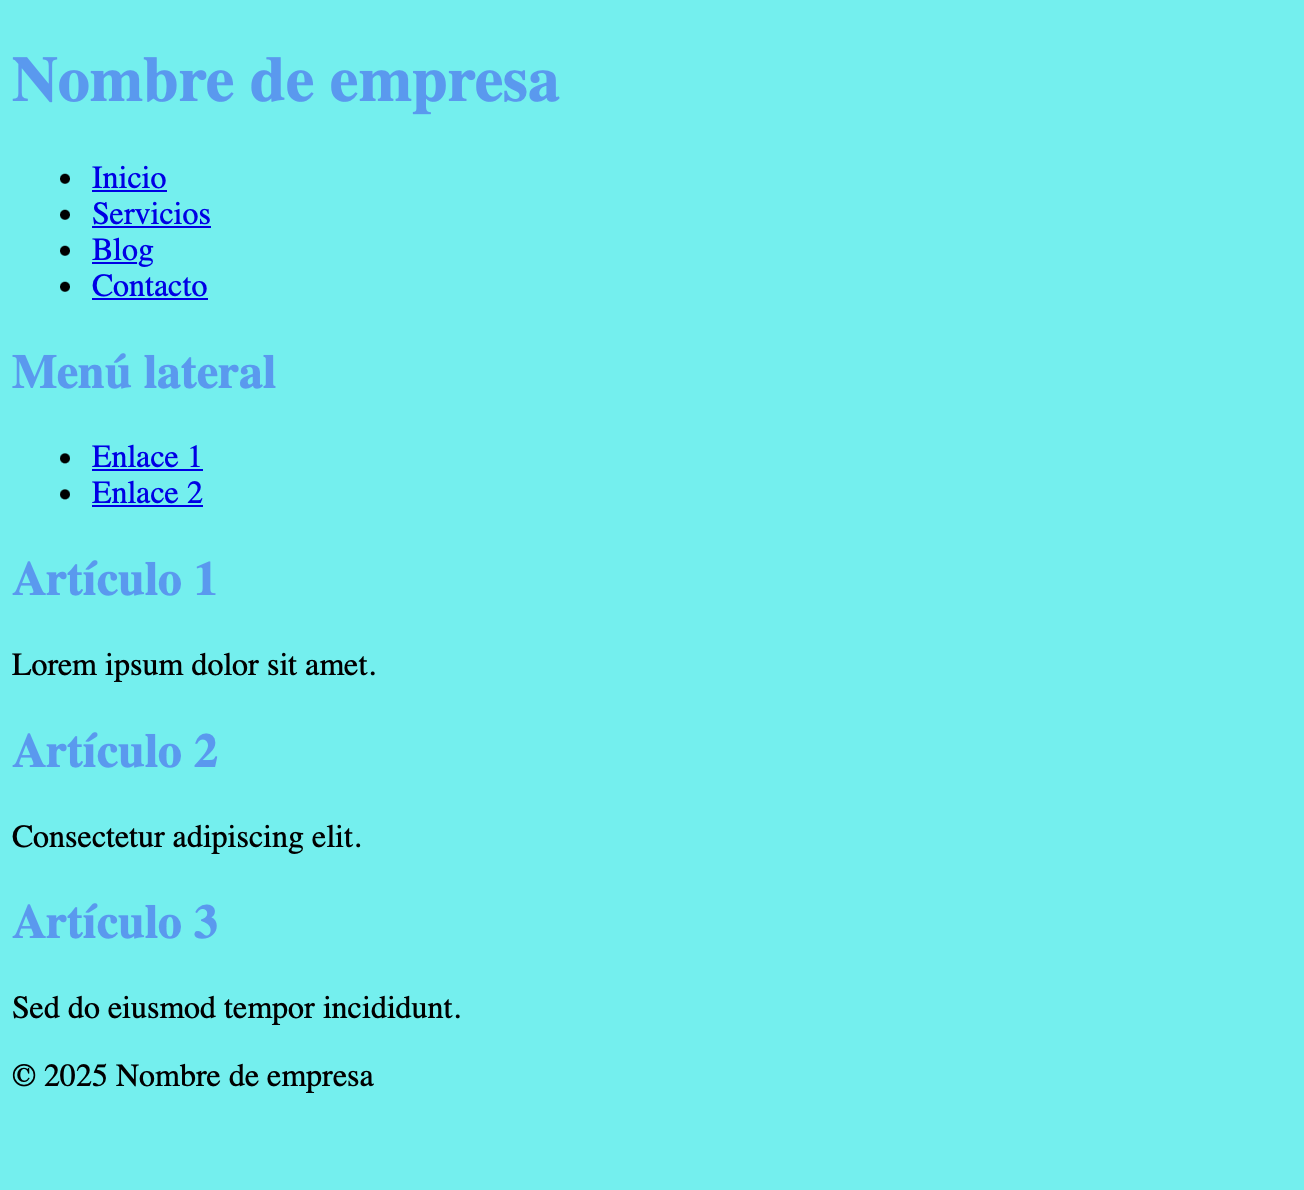 Nombre de empresa
Inicio
Servicios
Blog
Contacto
Menú lateral
Enlace 1
Enlace 2
Artículo 1
Lorem ipsum dolor sit amet.
Artículo 2
Consectetur adipiscing elit.
Artículo 3
Sed do eiusmod tempor incididunt.
© 2025 Nombre de empresa